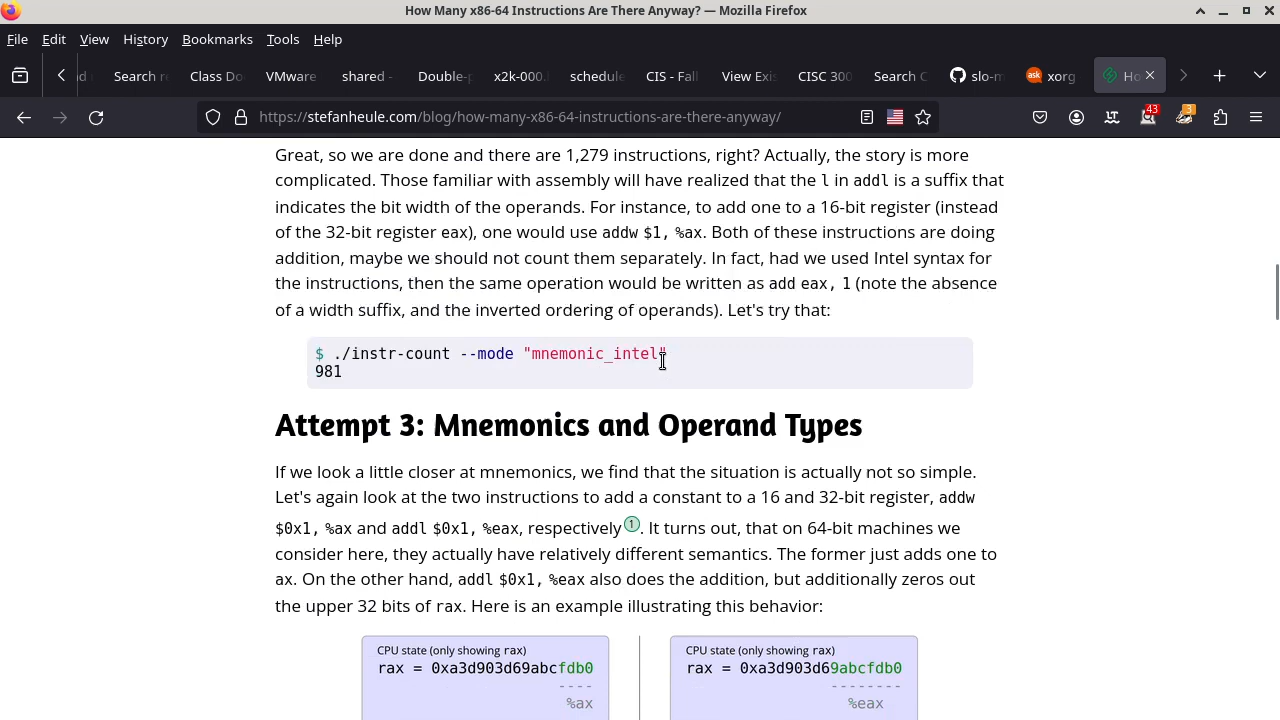 How Many x86-64 Instructions Are There Anyway? — Mozilla Firefox
File Edit View History Bookmarks Tools Help
Search r Class Do VMware shared - Double-p x2k-000. schedule CIS - Fall View Exis CISC 300 Search C slo-m ask xorg Ho
https://stefanheule.com/blog/how-many-x86-64-instructions-are-there-anyway/ 43 3
Great, so we are done and there are 1,279 instructions, right? Actually, the story is more
complicated. Those familiar with assembly will have realized that the l in addl is a suffix that
indicates the bit width of the operands. For instance, to add one to a 16-bit register (instead
of the 32-bit register eax), one would use addw $1, %ax. Both of these instructions are doing
addition, maybe we should not count them separately. In fact, had we used Intel syntax for
the instructions, then the same operation would be written as add eax, 1 (note the absence
of a width suffix, and the inverted ordering of operands). Let's try that:
$ ./instr-count --mode "mnemonic_intel"
981
Attempt 3: Mnemonics and Operand Types
If we look a little closer at mnemonics, we find that the situation is actually not so simple.
Let's again look at the two instructions to add a constant to a 16 and 32-bit register, addw
$0x1, %ax and addl $0x1, %eax, respectively 1. It turns out, that on 64-bit machines we
consider here, they actually have relatively different semantics. The former just adds one to
ax. On the other hand, addl $0x1, %eax also does the addition, but additionally zeros out
the upper 32 bits of rax. Here is an example illustrating this behavior:
CPU state (only showing rax)
rax = 0xa3d903d69abcfdb0
----
%ax
CPU state (only showing rax)
rax = 0xa3d903d69abcfdb0
--------
%eax